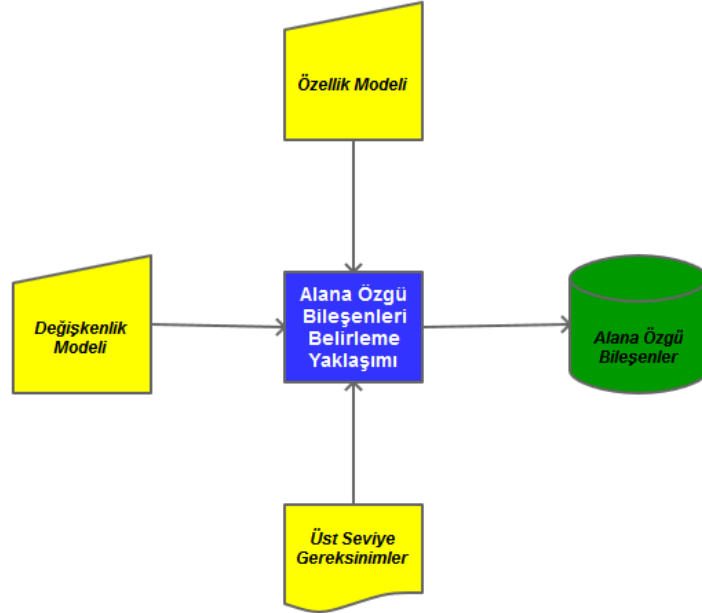 Özellik Modeli
Değişkenlik
Modeli
Alana Özgü
Bileşenleri
Belirleme
Yaklaşımı
Alana Özgü
Bileşenler
Üst Seviye
Gereksinimler